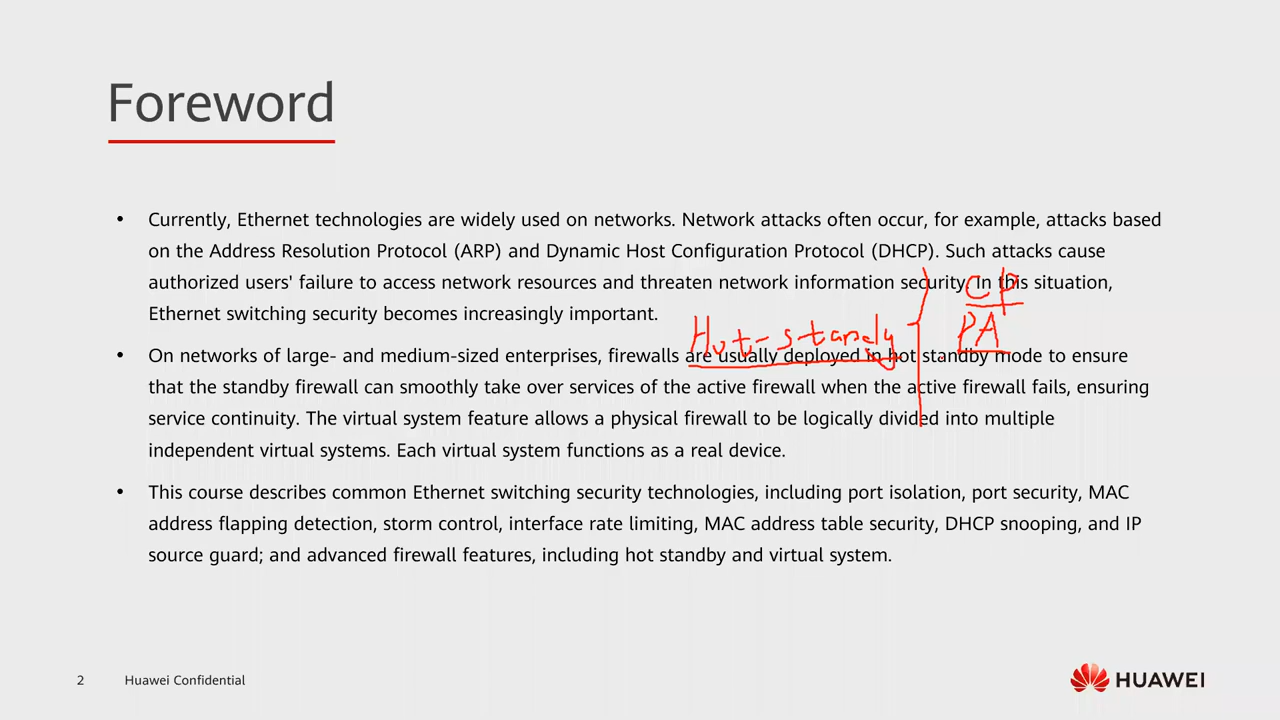 Foreword
• Currently, Ethernet technologies are widely used on networks. Network attacks often occur, for example, attacks based
on the Address Resolution Protocol (ARP) and Dynamic Host Configuration Protocol (DHCP). Such attacks cause
authorized users' failure to access network resources and threaten network information security. In this situation,
Ethernet switching security becomes increasingly important.
CP
PA
Hot-standy
• On networks of large- and medium-sized enterprises, firewalls are usually deployed in hot standby mode to ensure
that the standby firewall can smoothly take over services of the active firewall when the active firewall fails, ensuring
service continuity. The virtual system feature allows a physical firewall to be logically divided into multiple
independent virtual systems. Each virtual system functions as a real device.
• This course describes common Ethernet switching security technologies, including port isolation, port security, MAC
address flapping detection, storm control, interface rate limiting, MAC address table security, DHCP snooping, and IP
source guard; and advanced firewall features, including hot standby and virtual system.
2 Huawei Confidential
HUAWEI